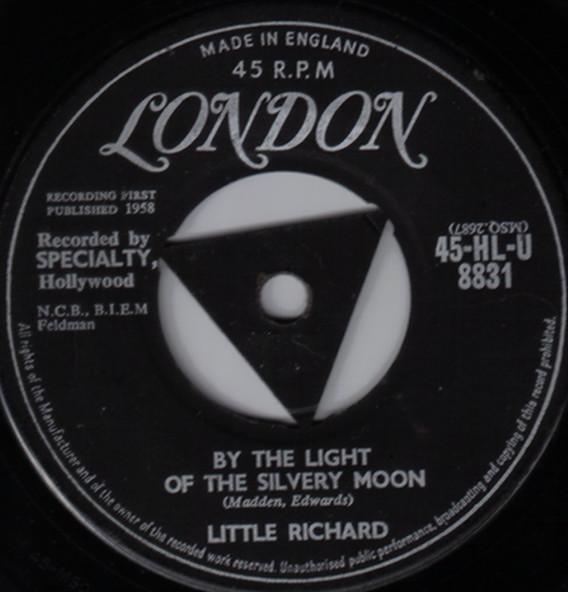 MADE IN ENGLAND
45 R.P.M
LONDON
RECORDING FIRST
PUBLISHED 1958
Recorded by
SPECIALTY,
Hollywood
N.C.B., B.I.E.M
Feldman
(MSQ.2687)
45-HL-U
8831
BY THE LIGHT
OF THE SILVERY MOON
(Madden, Edwards)
LITTLE RICHARD
All rights of the Manufacturer and of the owner of the recorded work reserved. Unauthorised public performance, broadcasting and copying of this record prohibited.